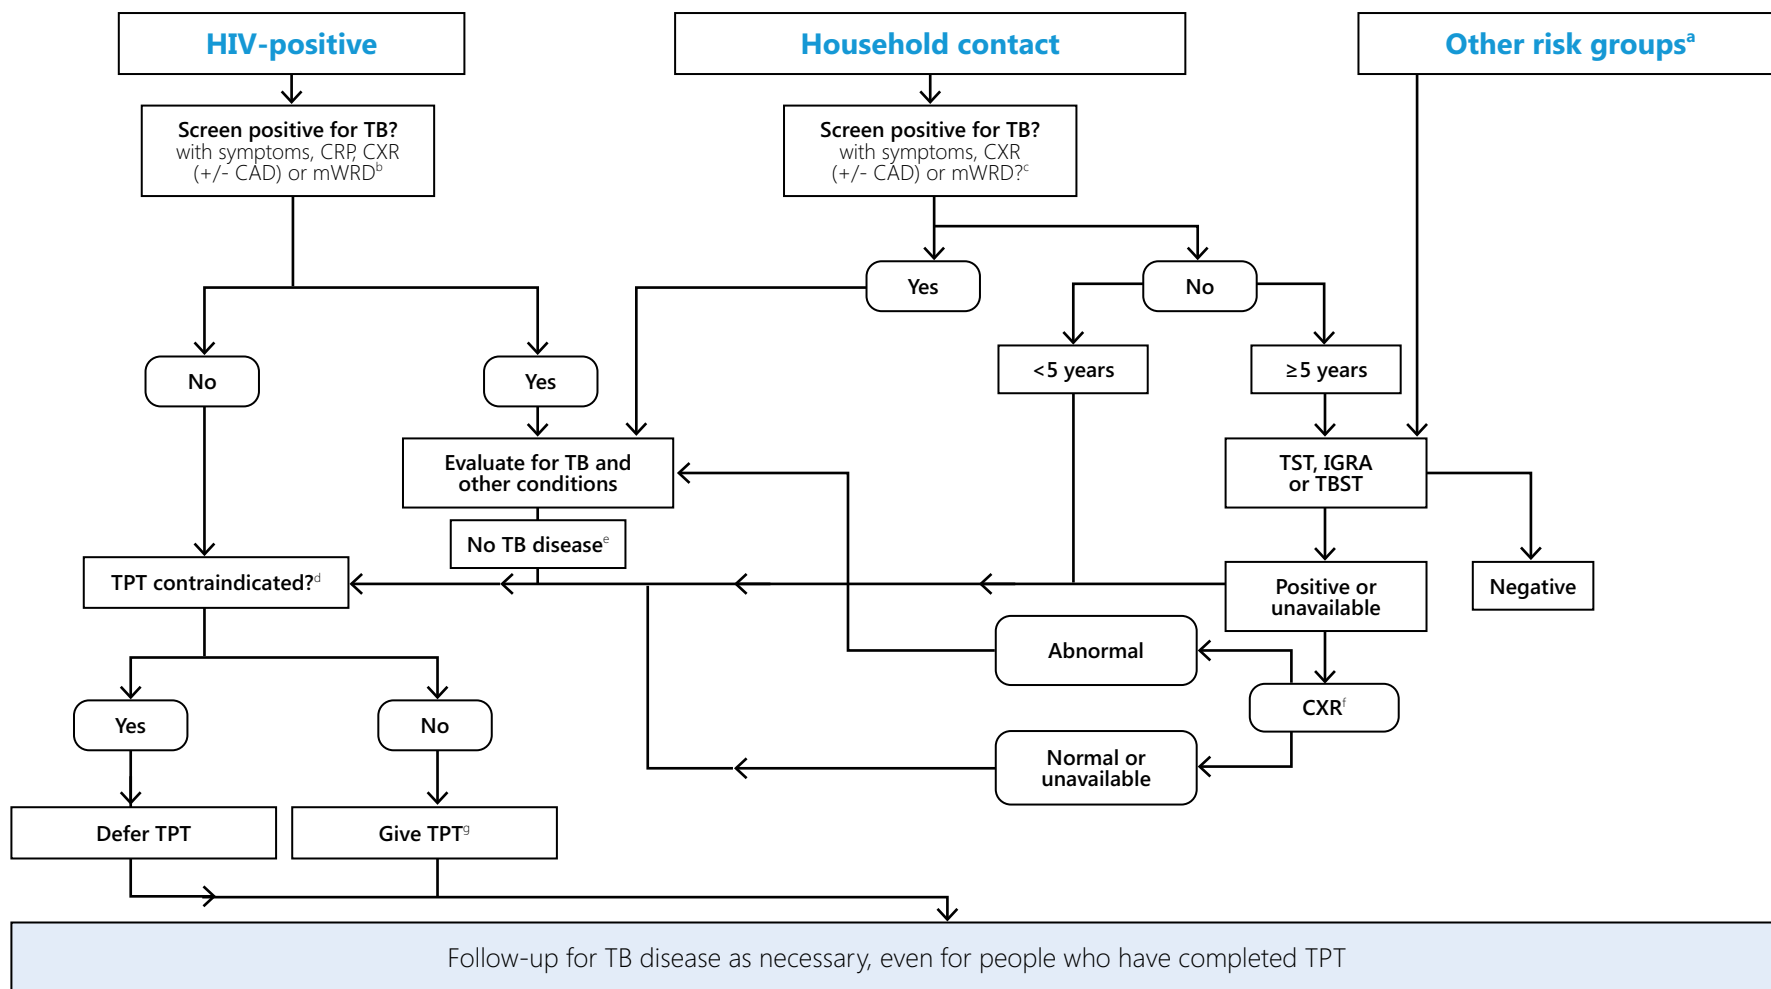 HIV-positive
Household contact
Other risk groupsᵃ
Screen positive for TB?
with symptoms, CRP, CXR
(+/- CAD) or mWRDᵇ
Screen positive for TB?
with symptoms, CXR
(+/- CAD) or mWRD?ᶜ
Yes
No
No
Yes
<5 years
≥5 years
Evaluate for TB and
other conditions
TST, IGRA
or TBST
No TB diseaseᵉ
TPT contraindicated?ᵈ
Positive or
unavailable
Negative
Abnormal
CXRᶠ
Yes
No
Normal or
unavailable
Defer TPT
Give TPTᵍ
Follow-up for TB disease as necessary, even for people who have completed TPT